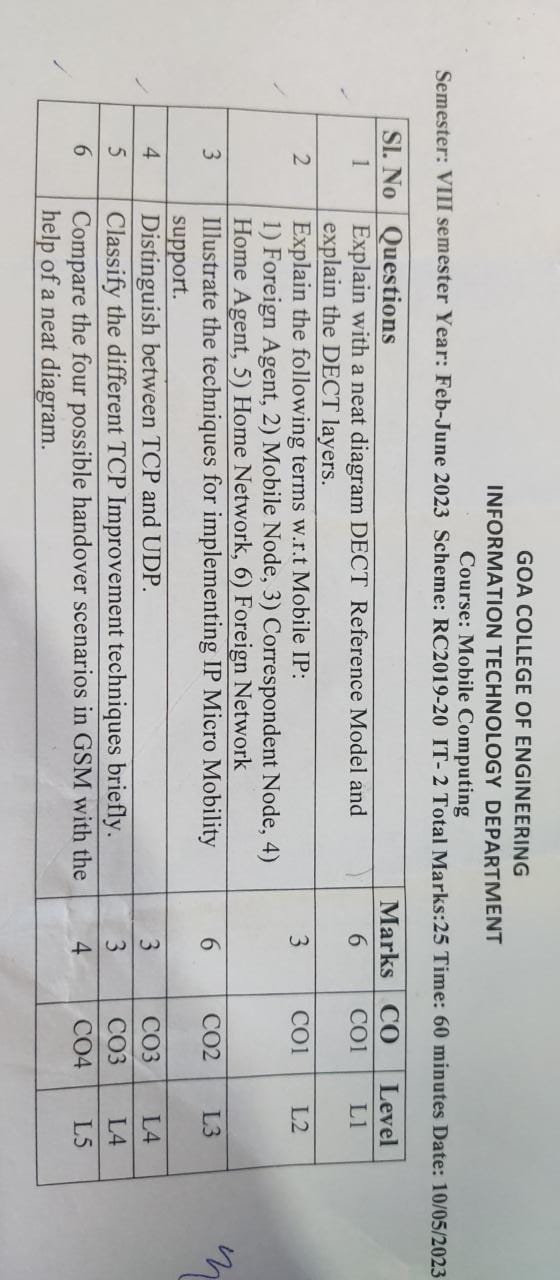 GOA COLLEGE OF ENGINEERING
INFORMATION TECHNOLOGY DEPARTMENT
Course: Mobile Computing
Semester: VIII semester Year: Feb-June 2023 Scheme: RC2019-20 IT- 2 Total Marks:25 Time: 60 minutes Date: 10/05/2023
Sl. No Questions Marks CO Level
1 Explain with a neat diagram DECT Reference Model and 6 CO1 L1
explain the DECT layers.
2 Explain the following terms w.r.t Mobile IP: 3 CO1 L2
1) Foreign Agent, 2) Mobile Node, 3) Correspondent Node, 4)
Home Agent, 5) Home Network, 6) Foreign Network
3 Illustrate the techniques for implementing IP Micro Mobility 6 CO2 L3
support.
4 Distinguish between TCP and UDP. 3 CO3 L4
5 Classify the different TCP Improvement techniques briefly. 3 CO3 L4
6 Compare the four possible handover scenarios in GSM with the 4 CO4 L5
help of a neat diagram.